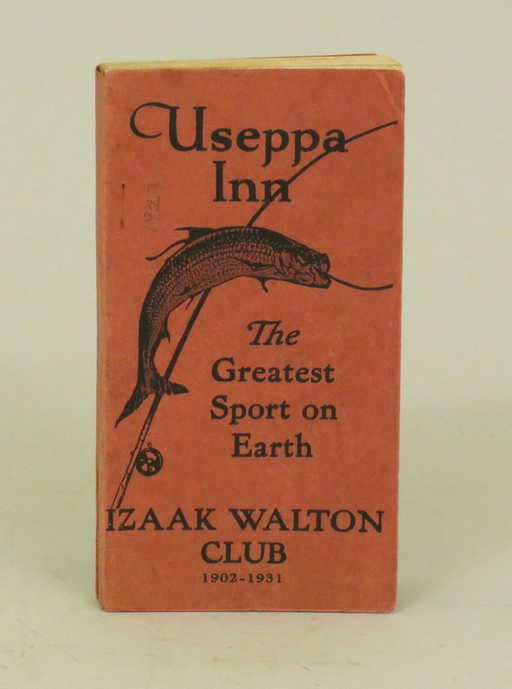 Useppa
Inn
The
Greatest
Sport on
Earth
IZAAK WALTON
CLUB
1902-1931